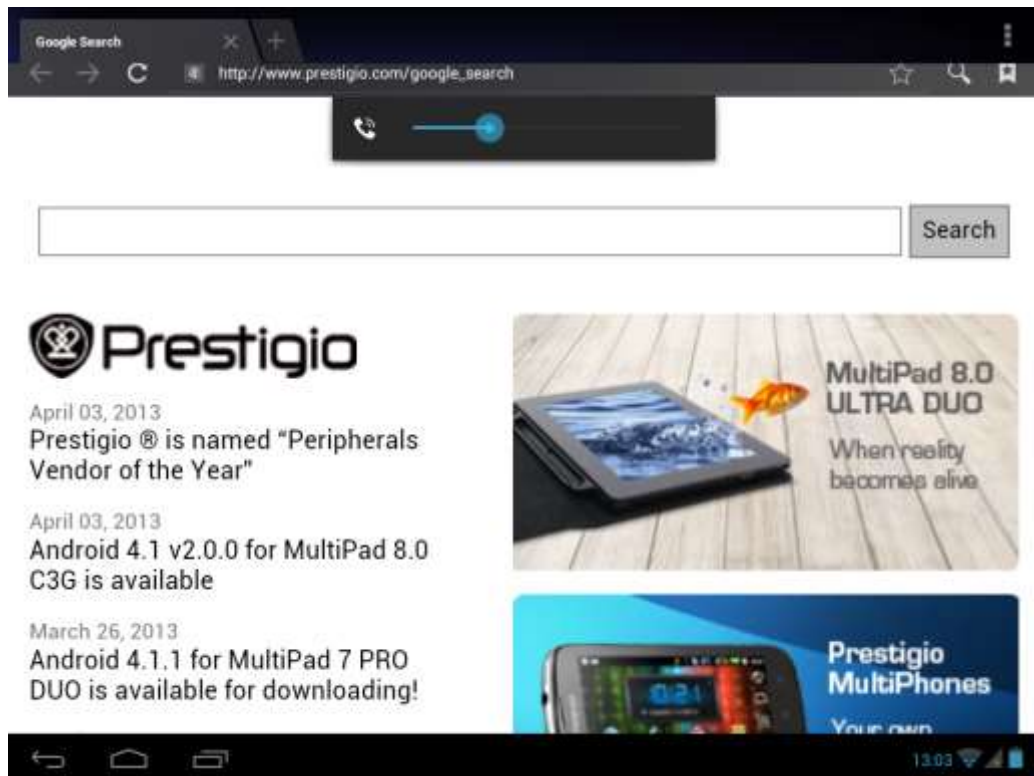 Google Search
http://www.prestigio.com/google_search
Search
Prestigio
April 03, 2013
Prestigio ® is named “Peripherals
Vendor of the Year”
April 03, 2013
Android 4.1 v2.0.0 for MultiPad 8.0
C3G is available
March 26, 2013
Android 4.1.1 for MultiPad 7 PRO
DUO is available for downloading!
MultiPad 8.0
ULTRA DUO
When reality
becomes alive
Prestigio
MultiPhones
Your own
13:03